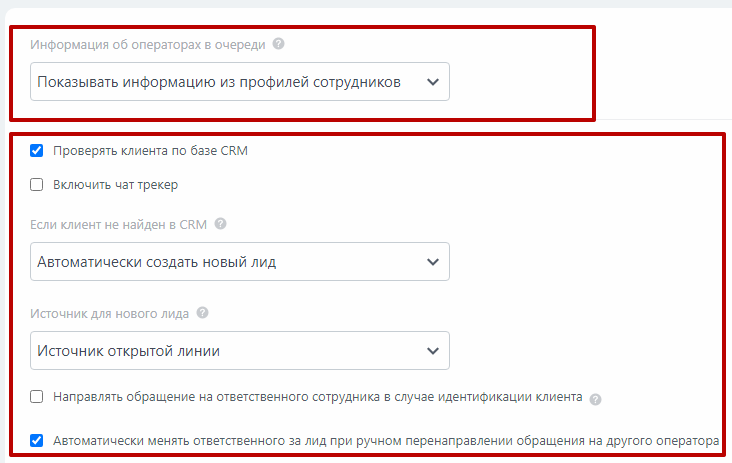 Информация об операторах в очереди
Показывать информацию из профилей сотрудников
Проверять клиента по базе CRM
Включить чат трекер
Если клиент не найден в CRM
Автоматически создать новый лид
Источник для нового лида
Источник открытой линии
Направлять обращение на ответственного сотрудника в случае идентификации клиента
Автоматически менять ответственного за лид при ручном перенаправлении обращения на другого оператора